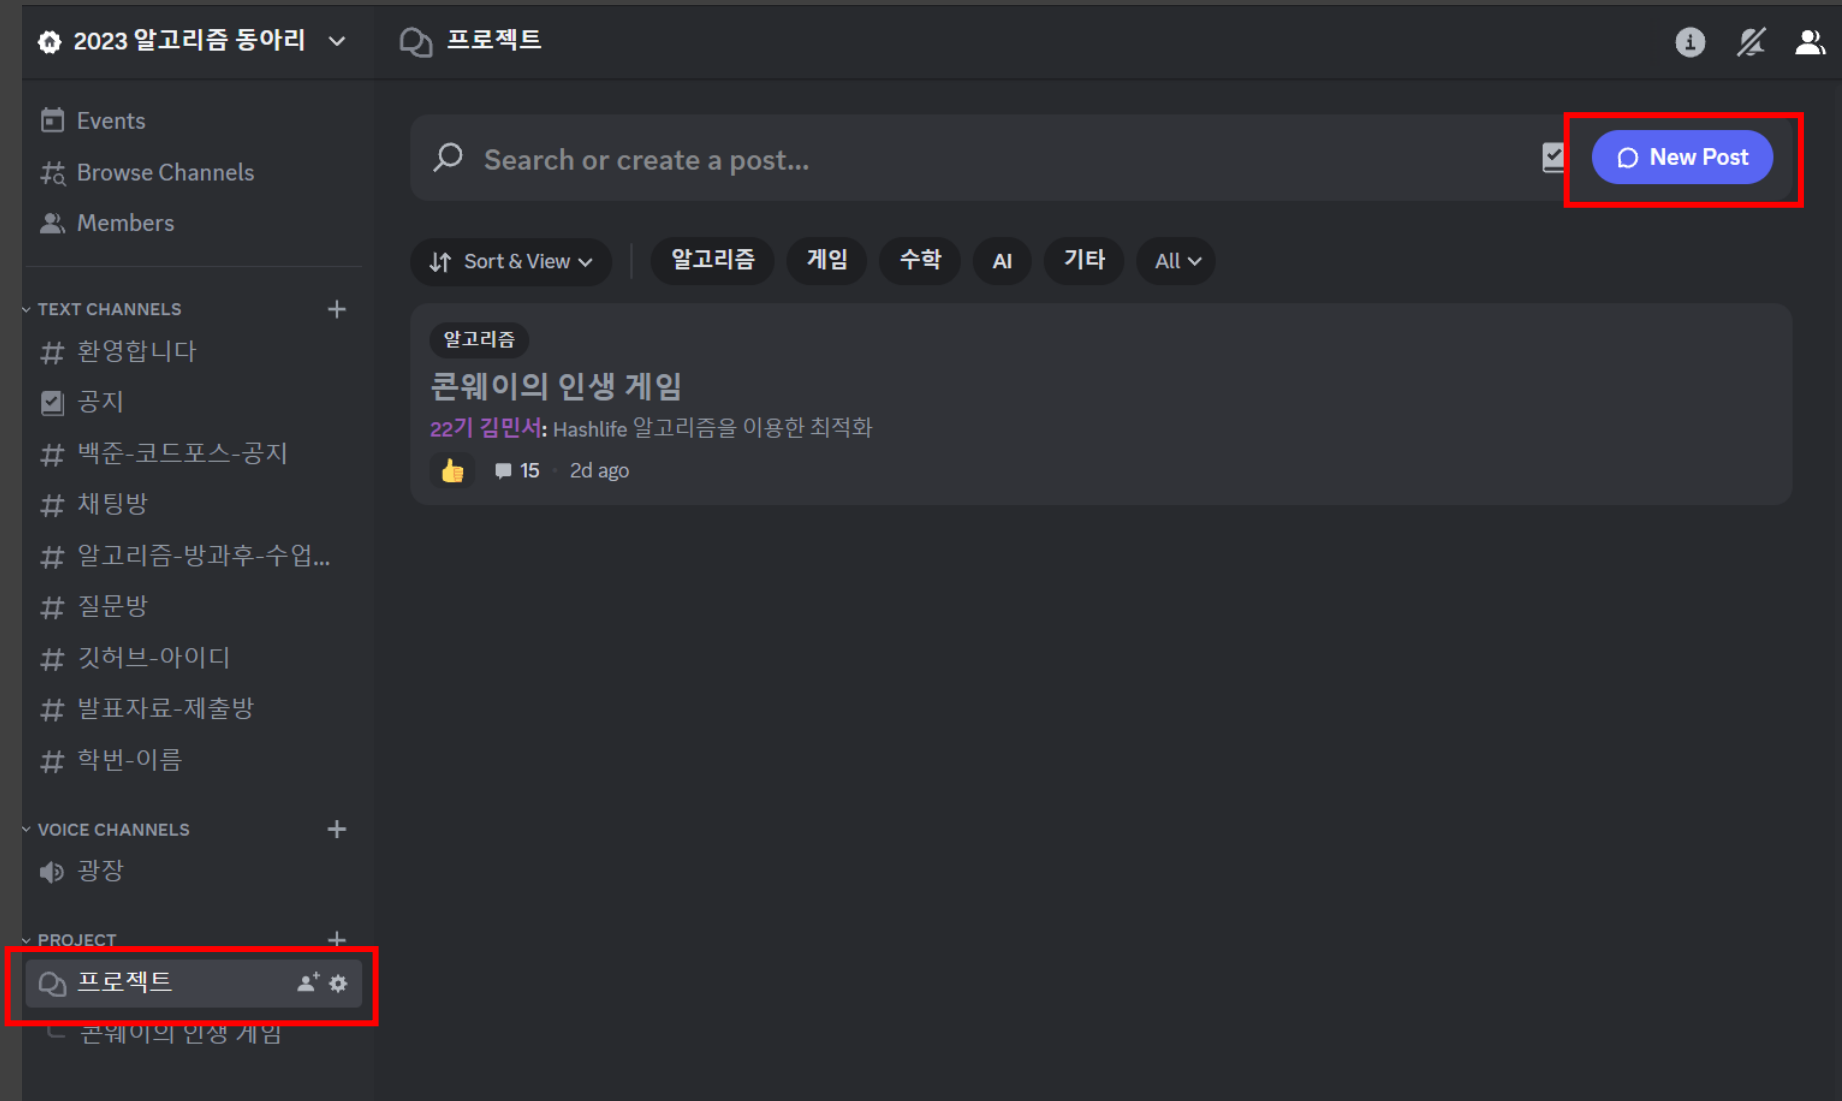 2023 알고리즘 동아리
Events
Browse Channels
Members
TEXT CHANNELS
환영합니다
공지
백준-코드포스-공지
채팅방
알고리즘-방과후-수업...
질문방
깃허브-아이디
발표자료-제출방
학번-이름
VOICE CHANNELS
광장
PROJECT
프로젝트
콘웨이의 인생 게임
프로젝트
Search or create a post...
New Post
Sort & View
알고리즘
게임
수학
AI
기타
All
알고리즘
콘웨이의 인생 게임
22기 김민서: Hashlife 알고리즘을 이용한 최적화
15 · 2d ago